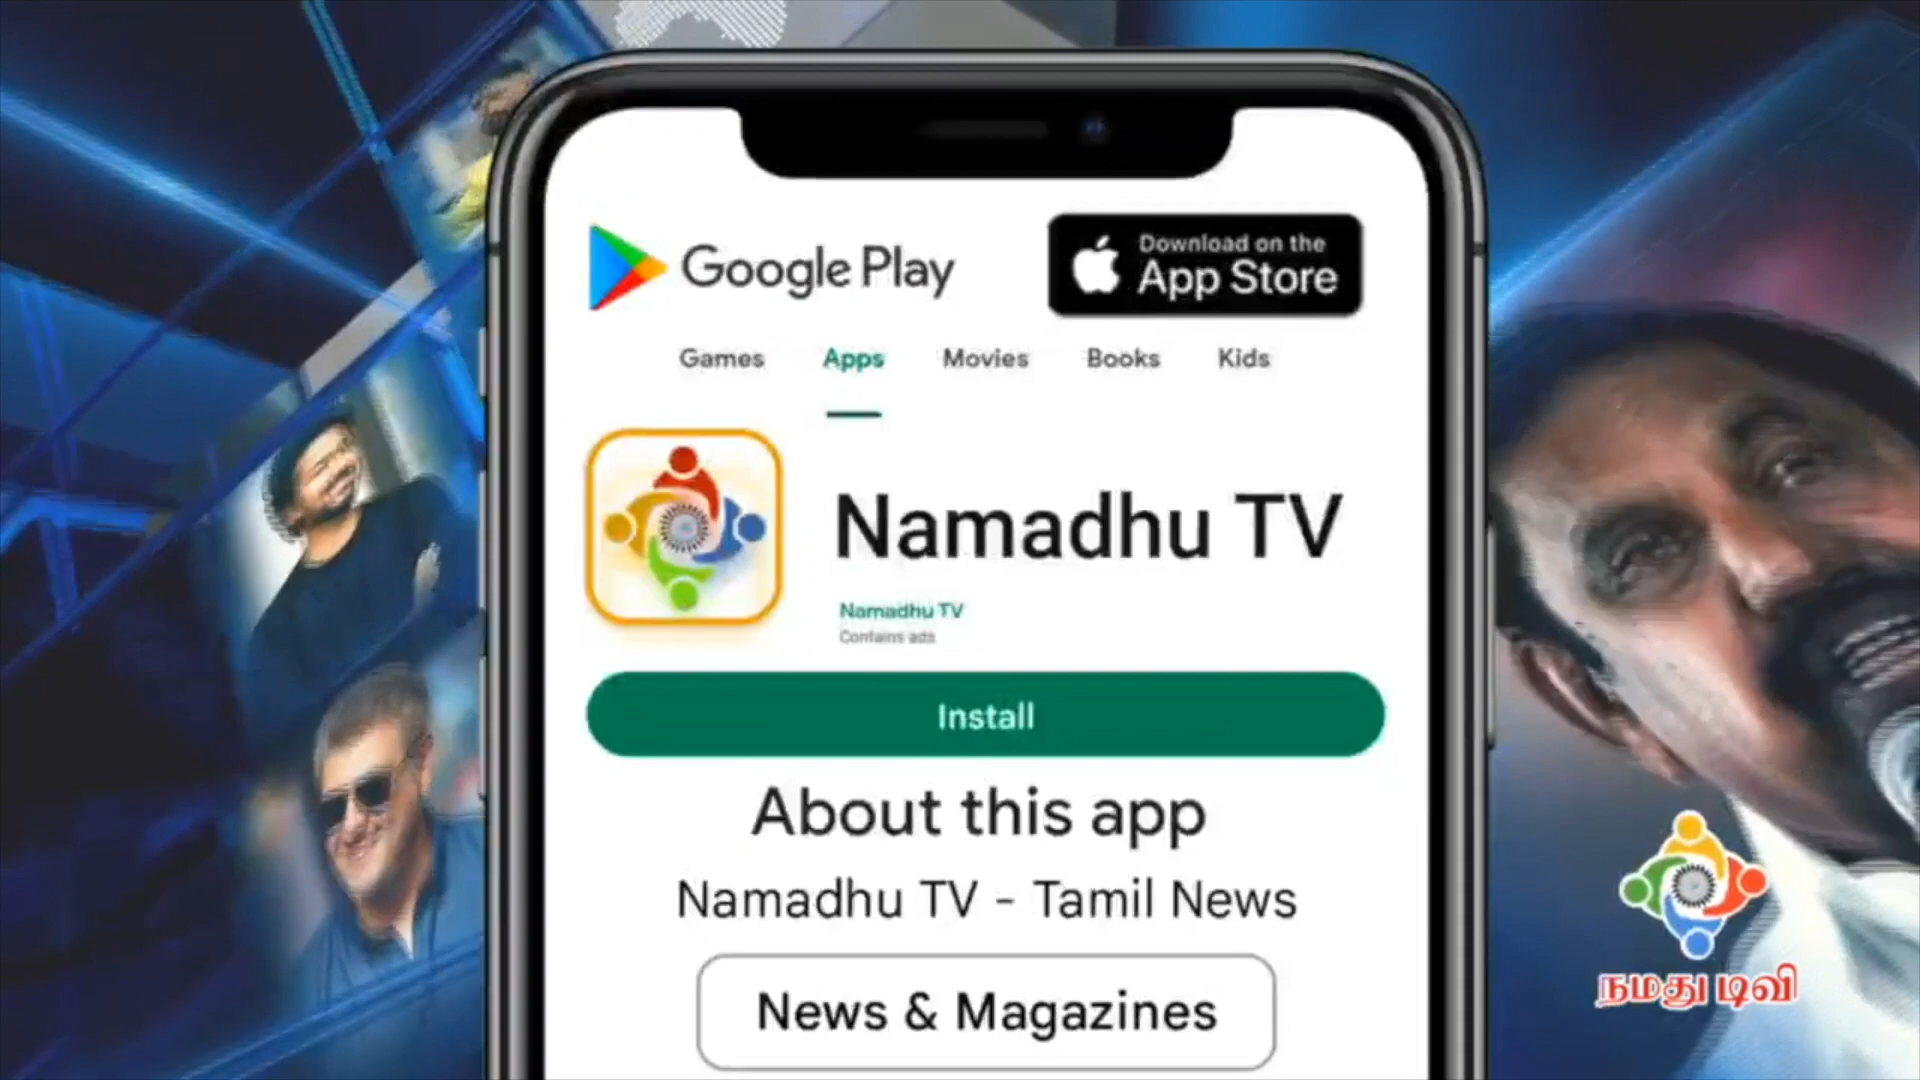 Google Play
Download on the
App Store
Games Apps Movies Books Kids
Namadhu TV
Namadhu TV
Contains ads
Install
About this app
Namadhu TV - Tamil News
News & Magazines
நமது டிவி